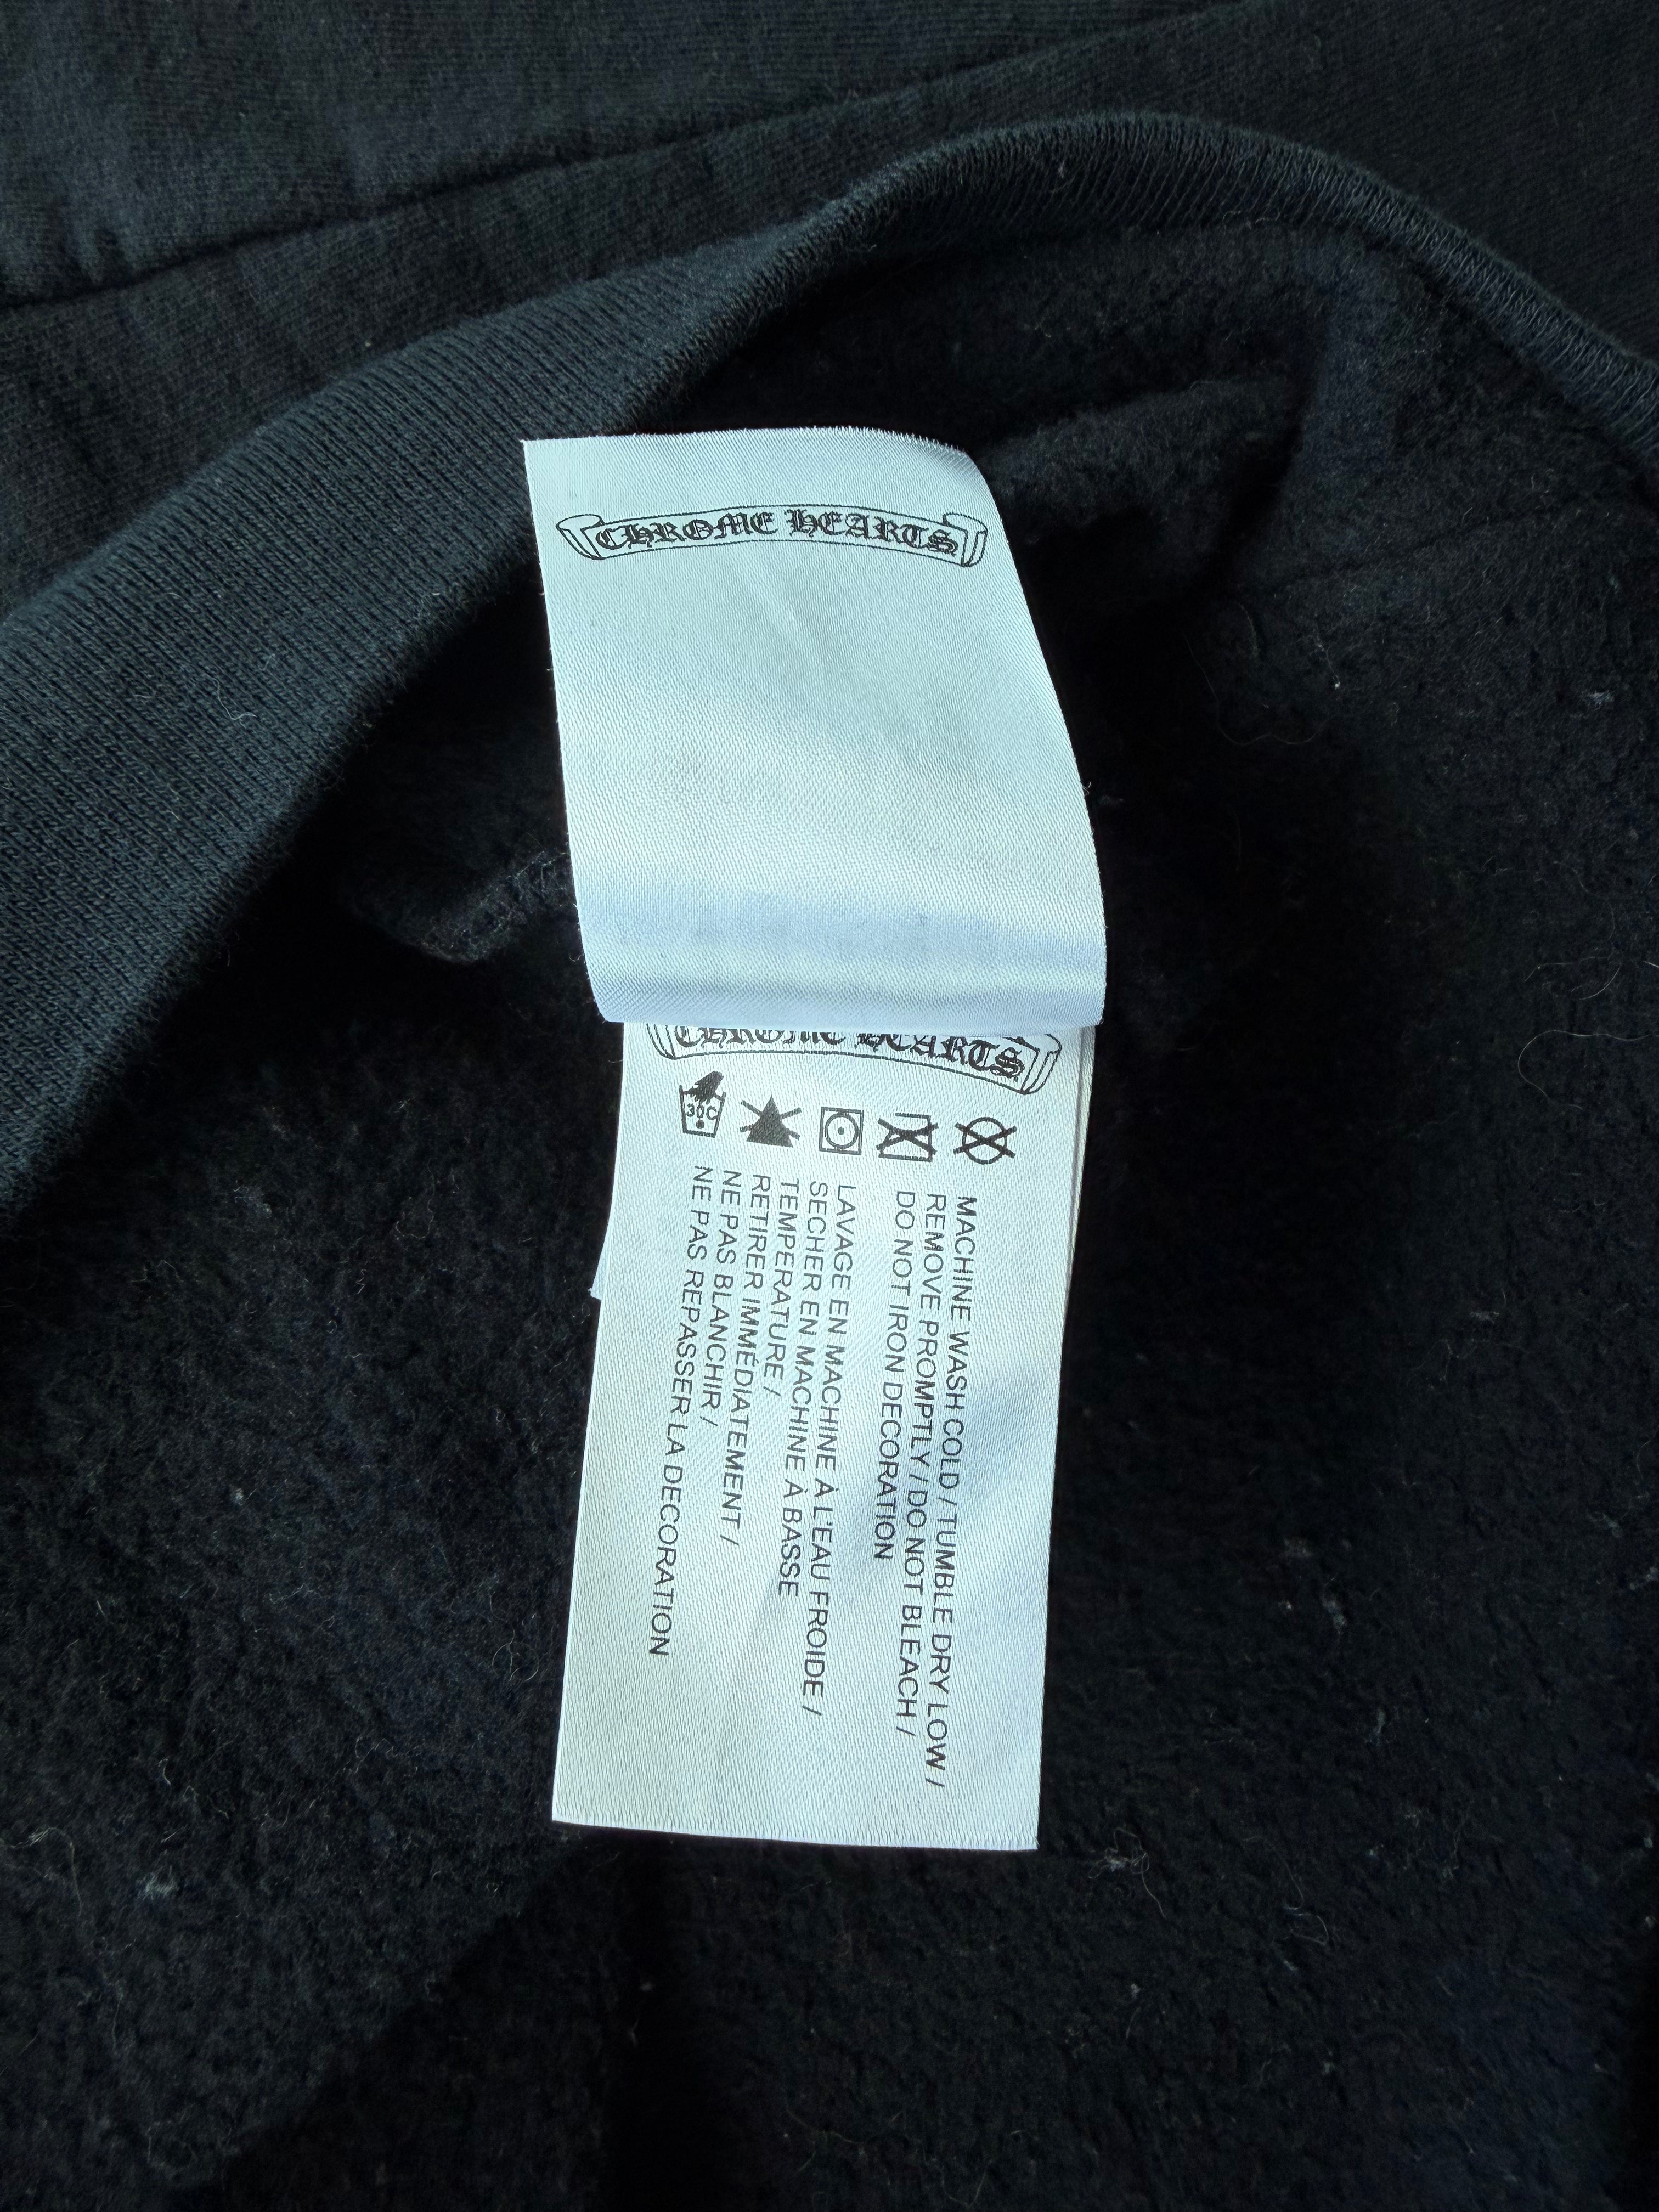 CHROME HEARTS
CHROME HEARTS
30C
MACHINE WASH COLD / TUMBLE DRY LOW /
REMOVE PROMPTLY / DO NOT BLEACH /
DO NOT IRON DECORATION
LAVAGE EN MACHINE À L'EAU FROIDE /
SECHER EN MACHINE À BASSE
TEMPERATURE /
RETIRER IMMÉDIATEMENT /
NE PAS BLANCHIR /
NE PAS REPASSER LA DECORATION